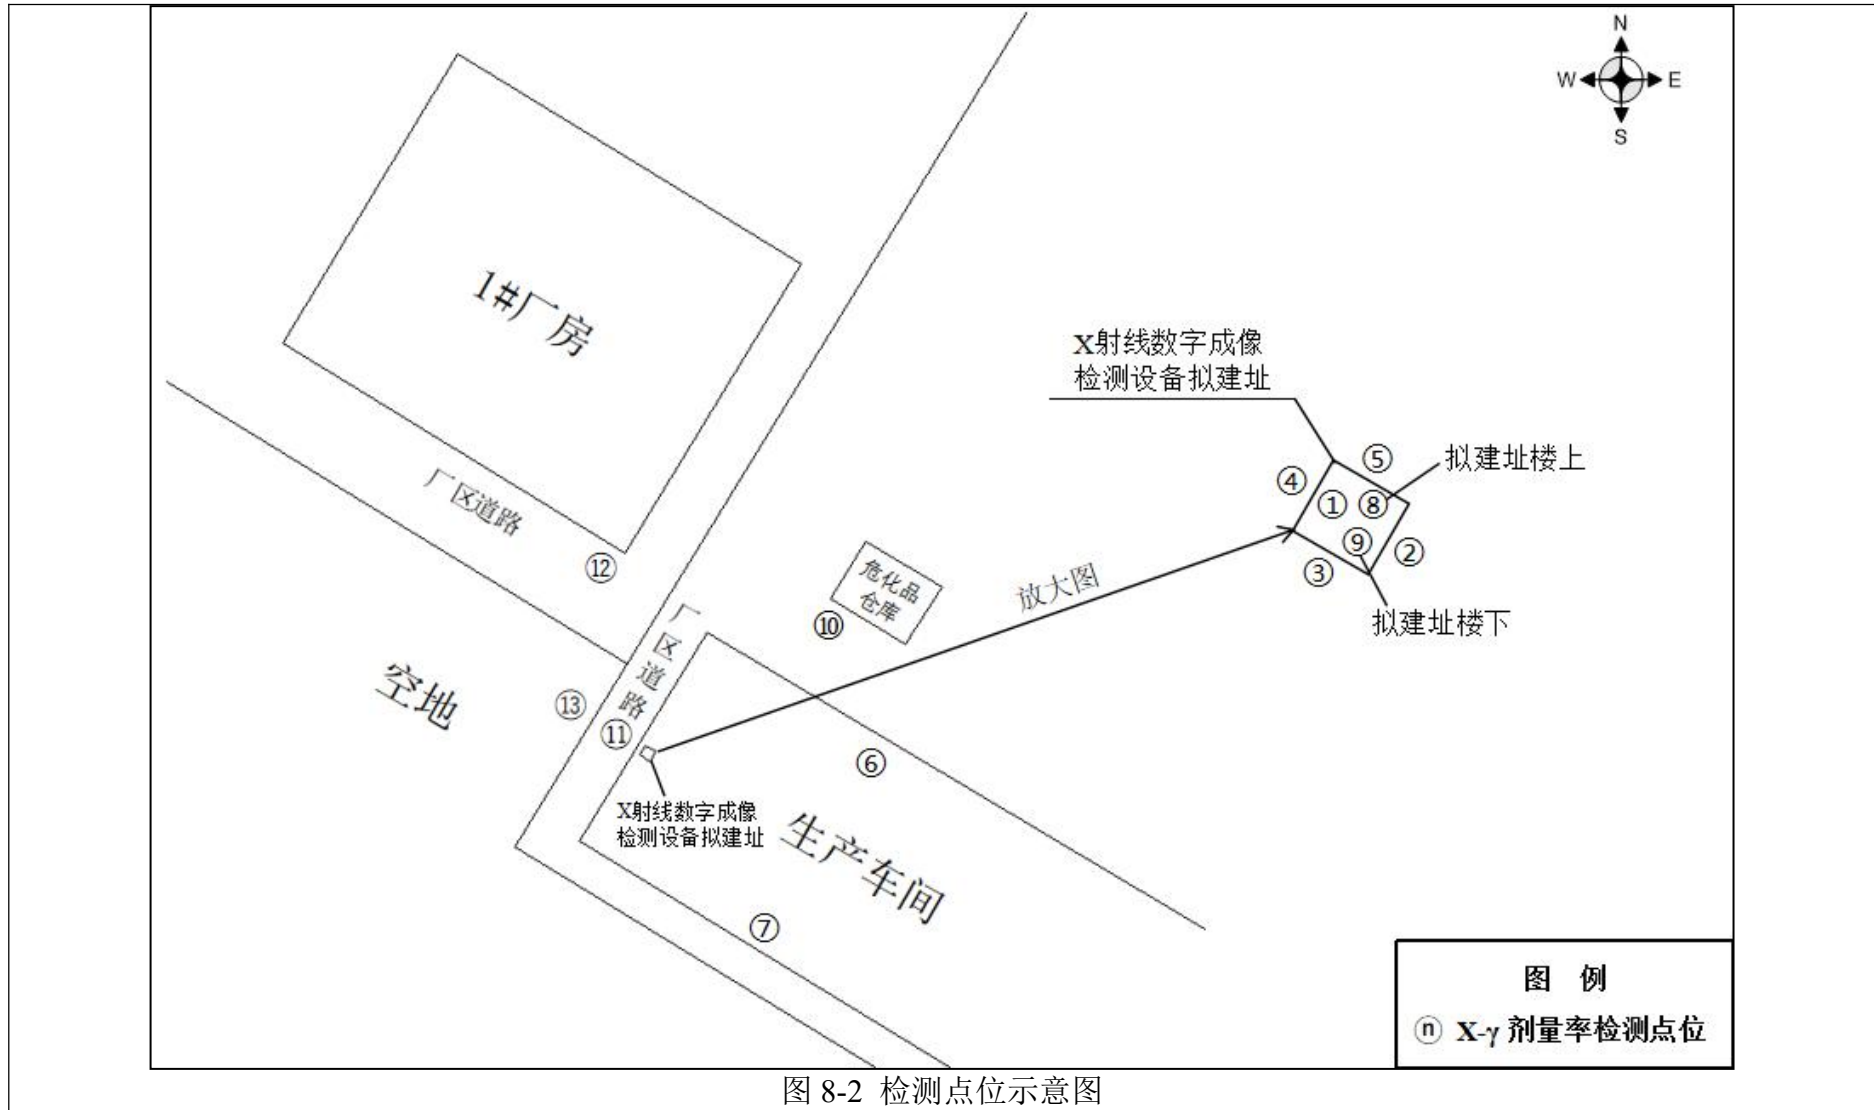 N
W E
S
1#厂房
X射线数字成像
检测设备拟建址
⑤
拟建址楼上
④
① ⑧
⑨ ②
③
拟建址楼下
厂区道路
⑫
危化品
仓库
⑩
放大图
厂区道路
空地
⑬
⑪
⑥
X射线数字成像
检测设备拟建址
生产车间
⑦
图 例
ⓝ X-γ 剂量率检测点位
图 8-2 检测点位示意图